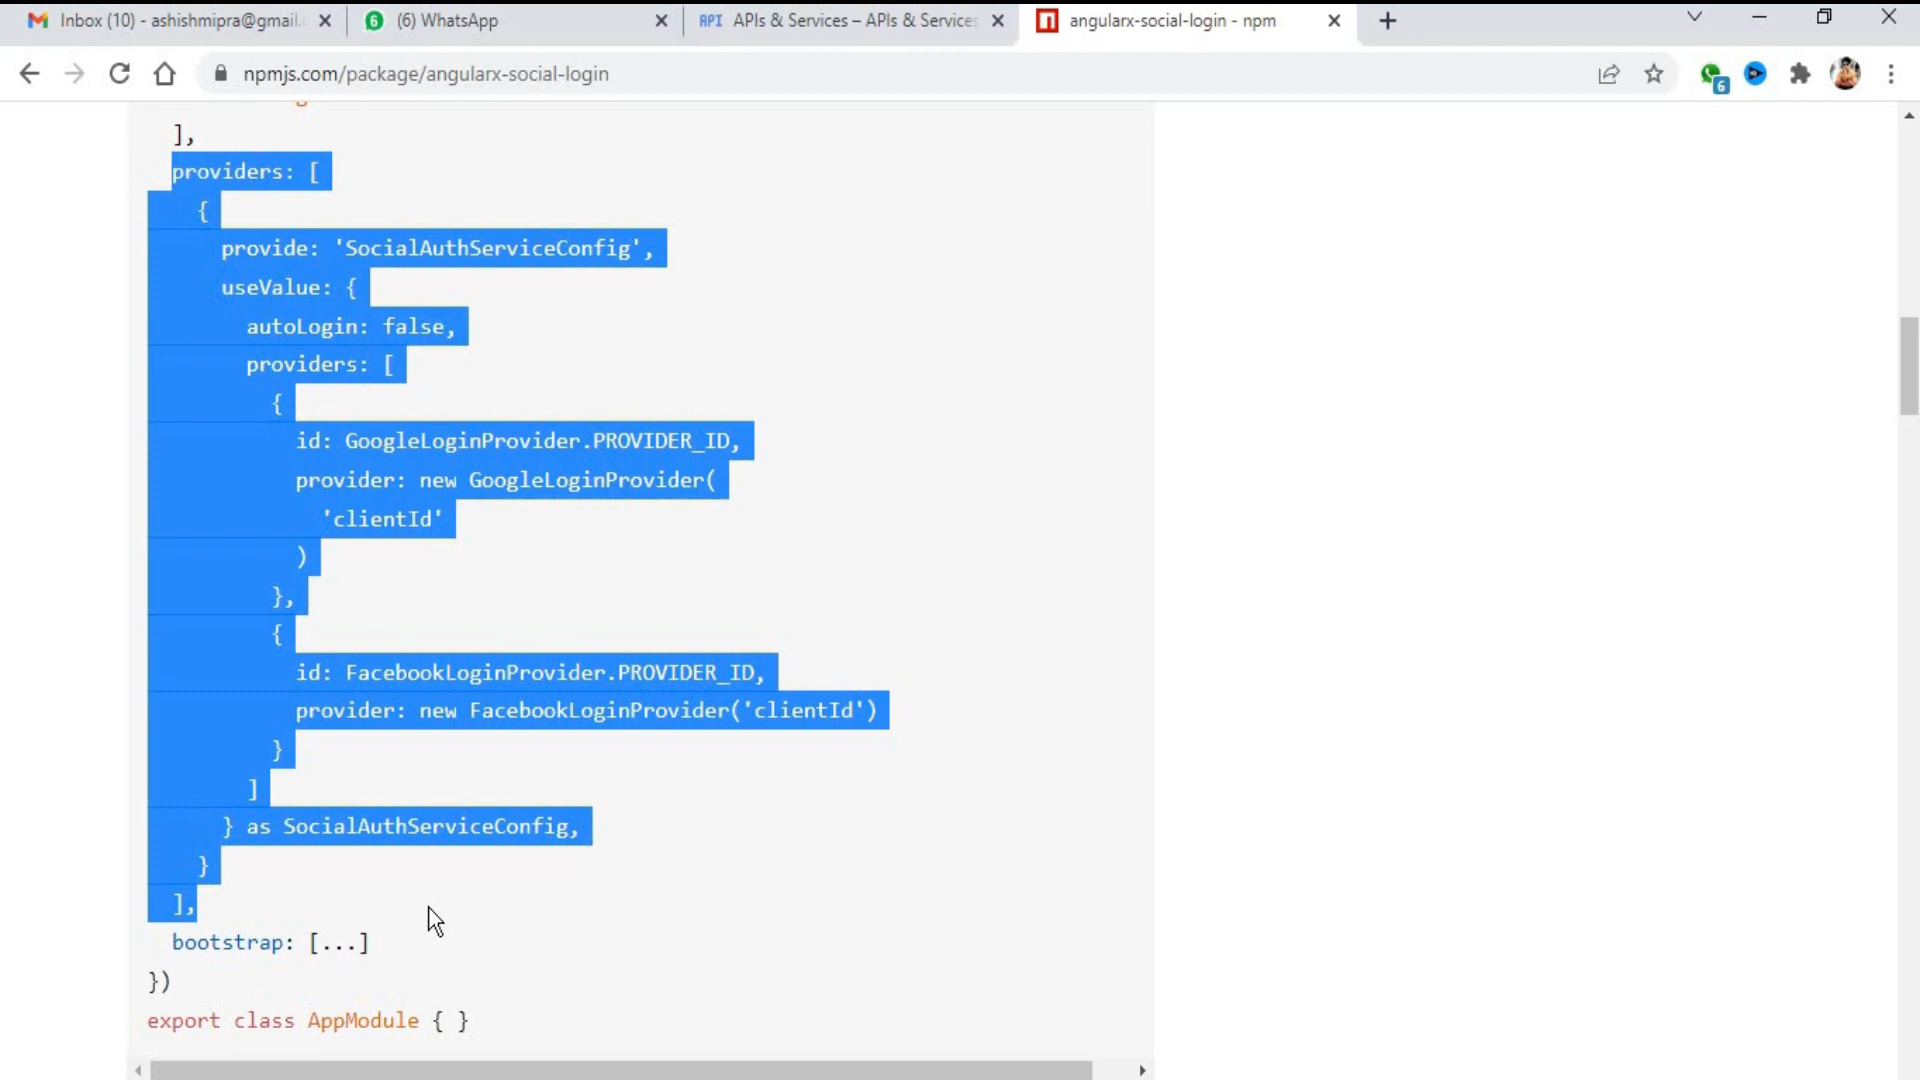 Inbox (10) - ashishmipra@gmail.
(6) WhatsApp
API APIs & Services – APIs & Services
angularx-social-login - npm
npmjs.com/package/angularx-social-login
6
],
providers: [
{
provide: 'SocialAuthServiceConfig',
useValue: {
autoLogin: false,
providers: [
{
id: GoogleLoginProvider.PROVIDER_ID,
provider: new GoogleLoginProvider(
'clientId'
)
},
{
id: FacebookLoginProvider.PROVIDER_ID,
provider: new FacebookLoginProvider('clientId')
}
]
} as SocialAuthServiceConfig,
}
],
bootstrap: [...]
})
export class AppModule { }